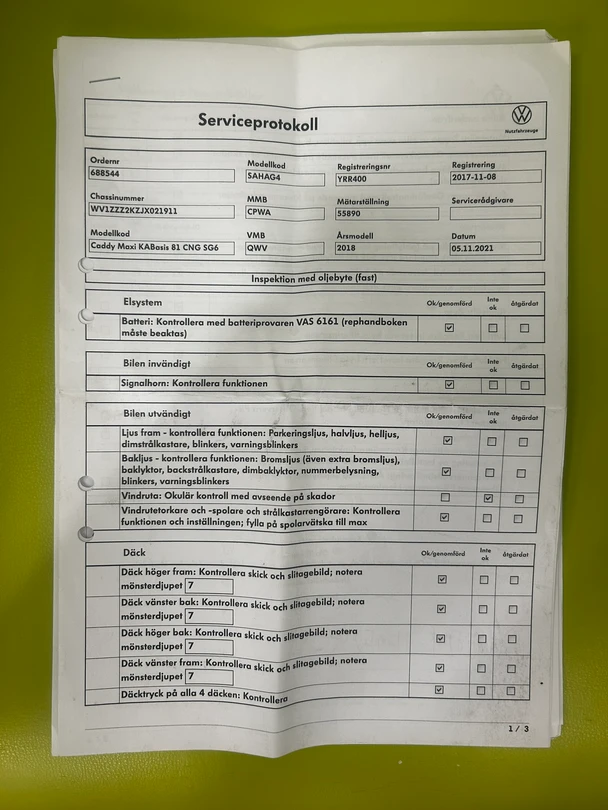 Serviceprotokoll
Nutzfahrzeuge
Ordernr
688544
Modellkod
SAHAG4
Registreringsnr
YRR400
Registrering
2017-11-08
Chassinummer
WV1ZZZ2KZJX021911
MMB
CPWA
Mätorställning
55890
Servicerådgivare
Modellkod
Caddy Maxi KABasis 81 CNG SG6
VMB
QWV
Årsmodell
2018
Datum
05.11.2021
Inspektion med oljebyte (fast)
Elsystem
Ok/genomförd
Inte
ok
åtgärdat
Batteri: Kontrollera med batteriprovaren VAS 6161 (rephandboken
måste beaktas)
Bilen invändigt
Ok/genomförd
Inte
ok
åtgärdat
Signalhorn: Kontrollera funktionen
Bilen utvändigt
Ok/genomförd
Inte
ok
åtgärdat
Ljus fram - kontrollera funktionen: Parkeringsljus, halvljus, helljus,
dimstrålkastare, blinkers, varningsblinkers
Bakljus - kontrollera funktionen: Bromsljus (även extra bromsljus),
baklyktor, backstrålkastare, dimbaklyktor, nummerbelysning,
blinkers, varningsblinkers
Vindruta: Okulär kontroll med avseende på skador
Vindrutetorkare och -spolare och strålkastarrengörare: Kontrollera
funktionen och inställningen; fylla på spolarvätska till max
Däck
Ok/genomförd
Inte
ok
åtgärdat
Däck höger fram: Kontrollera skick och slitagebild; notera
mönsterdjupet 7
Däck vänster bak: Kontrollera skick och slitagebild; notera
mönsterdjupet 7
Däck höger bak: Kontrollera skick och slitagebild; notera
mönsterdjupet 7
Däck vänster fram: Kontrollera skick och slitagebild; notera
mönsterdjupet 7
Däcktryck på alla 4 däcken: Kontrollera
1 / 3